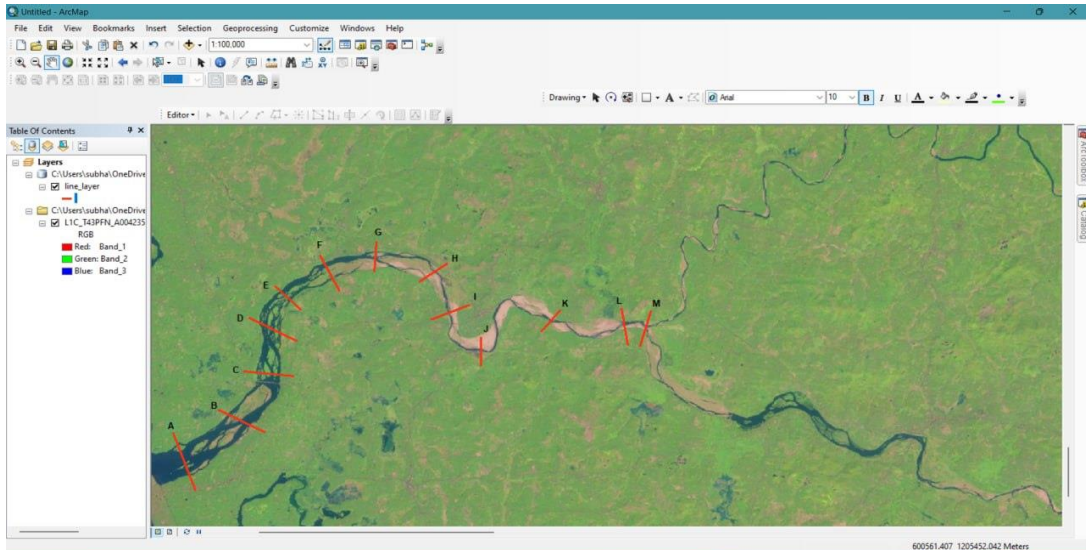 Untitled - ArcMap
File Edit View Bookmarks Insert Selection Geoprocessing Customize Windows Help
1:100,000
Drawing A Arial 10 B I U A
Editor
Table Of Contents
Layers
C:\Users\subha\OneDrive
line_layer
C:\Users\subha\OneDrive
L1C_T43PFN_A004235
RGB
Red: Band_1
Green: Band_2
Blue: Band_3
G
F
H
E
I
D
K
L
M
J
C
B
A
ArcToolbox
Catalog
600561.407 1205452.042 Meters